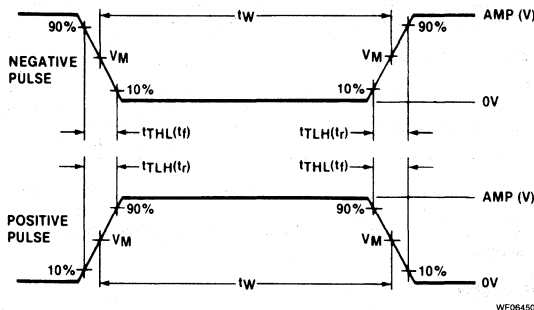 tW
AMP (V)
90%
90%
NEGATIVE
PULSE
VM
VM
10%
10%
0V
tTHL(tf)
tTLH(tr)
tTLH(tr)
tTHL(tf)
AMP (V)
90%
90%
POSITIVE
PULSE
VM
VM
10%
10%
tW
0V
WF06450